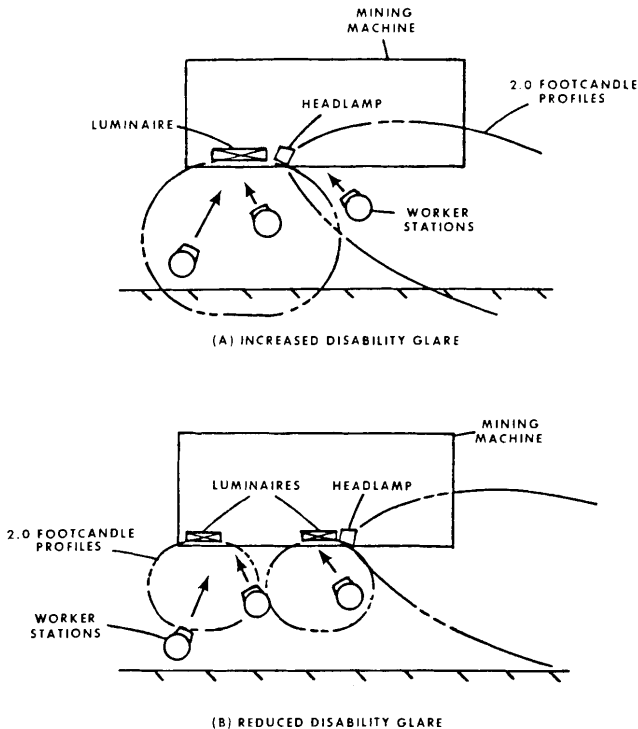 MINING
MACHINE
2.0 FOOTCANDLE
PROFILES
HEADLAMP
LUMINAIRE
WORKER
STATIONS
(A) INCREASED DISABILITY GLARE
MINING
MACHINE
LUMINAIRES
HEADLAMP
2.0 FOOTCANDLE
PROFILES
WORKER
STATIONS
(B) REDUCED DISABILITY GLARE